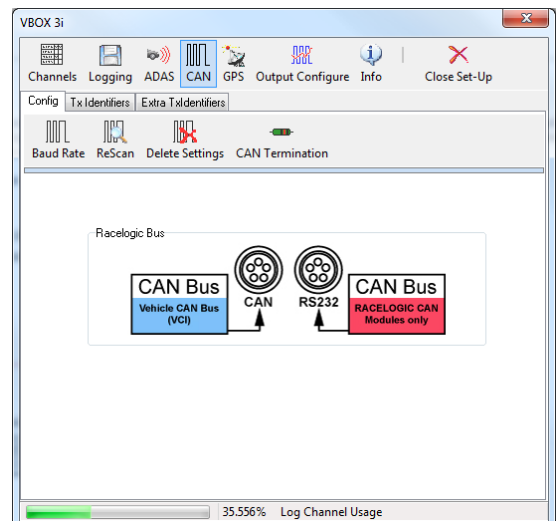 VBOX 3i
Channels Logging ADAS CAN GPS Output Configure Info Close Set-Up
Config Tx Identifiers Extra TxIdentifiers
Baud Rate ReScan Delete Settings CAN Termination
Racelogic Bus
CAN Bus
Vehicle CAN Bus
(VCI)
CAN
RS232
CAN Bus
RACELOGIC CAN
Modules only
35.556% Log Channel Usage